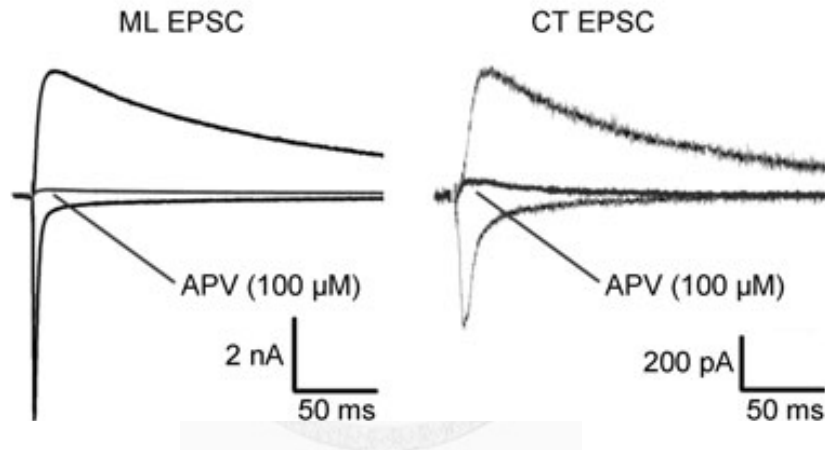 ML EPSC
CT EPSC
APV (100 µM)
APV (100 µM)
2 nA
50 ms
200 pA
50 ms